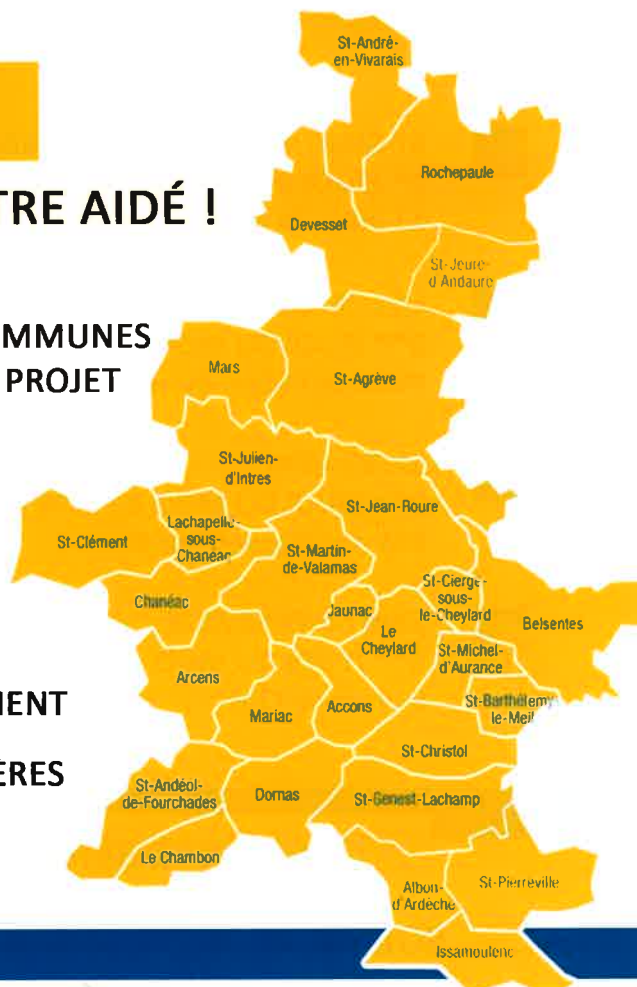 TRE AIDÉ !
MMUNES
PROJET
IENT
ÈRES
St-André-
en-Vivarais
Rochepaule
Devesset
St-Jeure-
d'Andaure
Mars
St-Agrève
St-Julien-
d'Intres
St-Jean-Roure
St-Clément
Lachapelle-
sous-
Chanéac
St-Martin-
de-Valamas
St-Cierge-
sous-
le-Cheylard
Chanéac
Jaunac
Belsentes
Le
Cheylard
St-Michel-
d'Aurance
Arcens
St-Barthélemy
le-Meil
Accons
Mariac
St-Christol
St-Andéol-
de-Fourchades
Dornas
St-Genest-Lachamp
Le Chambon
Albon-
d'Ardèche
St-Pierreville
Issamoulenc